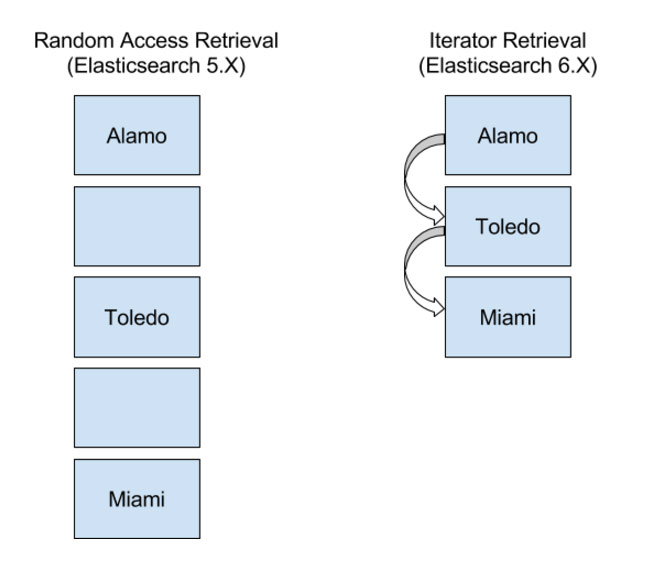 Random Access Retrieval
(Elasticsearch 5.X)
Alamo
Toledo
Miami
Iterator Retrieval
(Elasticsearch 6.X)
Alamo
Toledo
Miami